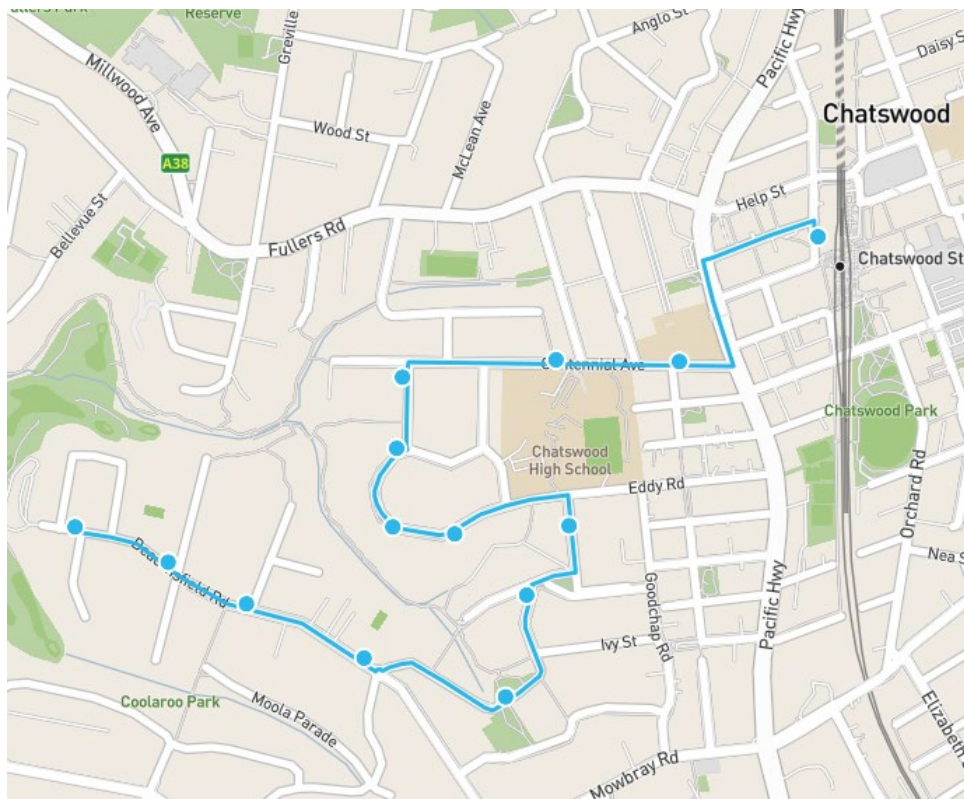 Fullers Park
Reserve
Greville
Anglo St
Pacific Hwy
Daisy S
Millwood Ave
Chatswood
Wood St
McLean Ave
A38
Help St
Bellevue St
Fullers Rd
Chatswood St
Centennial Ave
Chatswood Park
Chatswood
High School
Eddy Rd
Orchard Rd
Beaconsfield Rd
Nea S
Goodchap Rd
Pacific Hwy
Ivy St
Coolaroo Park
Moola Parade
Elizabeth
Mowbray Rd